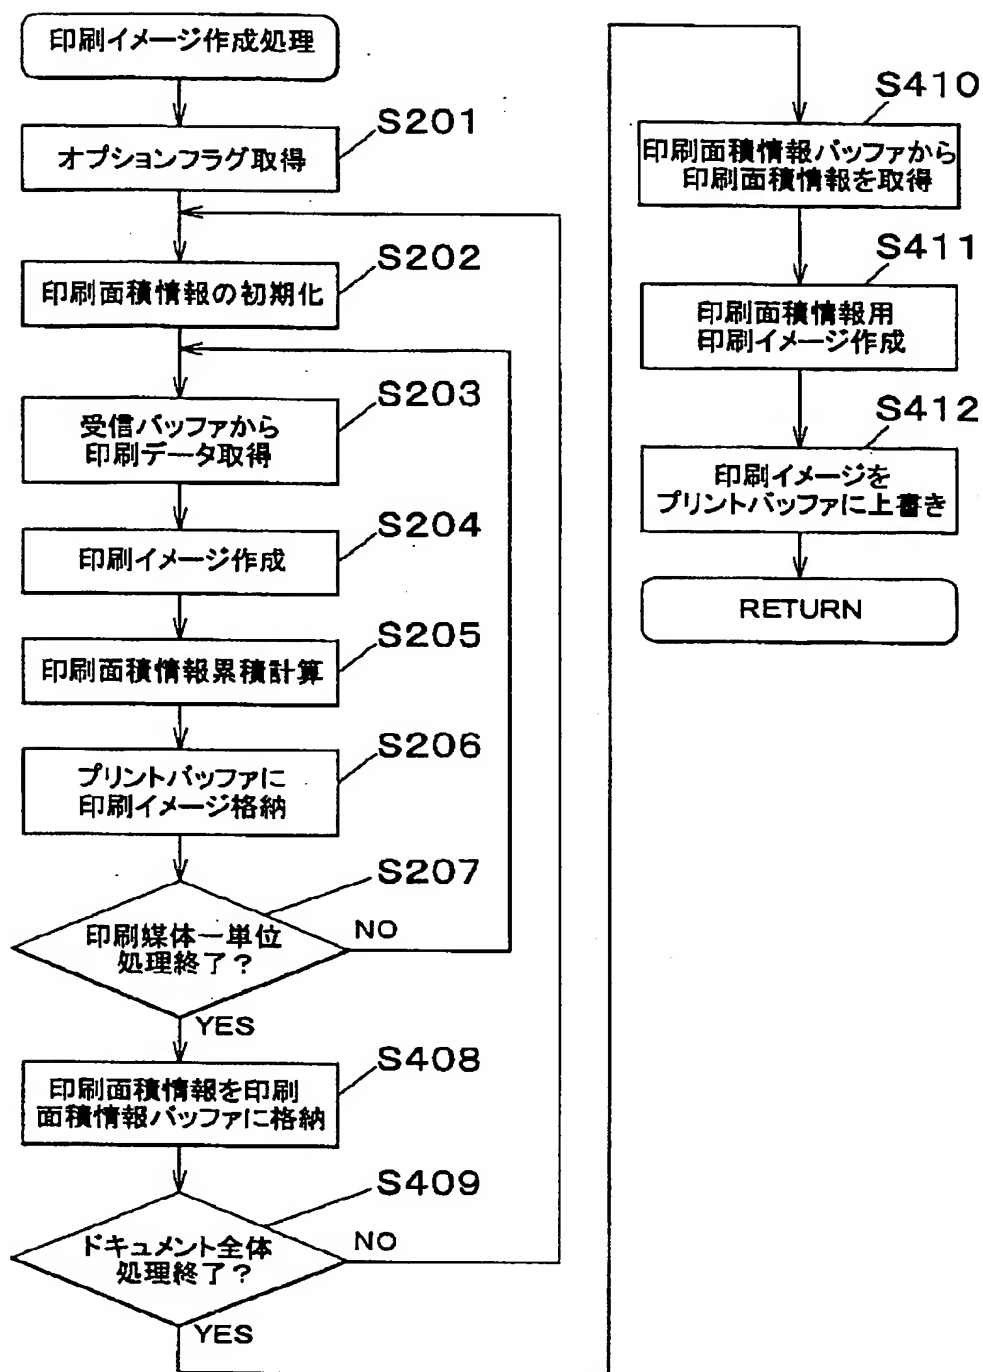 印刷イメージ作成処理
S201
オプションフラグ取得
S202
印刷面積情報の初期化
S203
受信バッファから
印刷データ取得
S204
印刷イメージ作成
S205
印刷面積情報累積計算
S206
プリントバッファに
印刷イメージ格納
S207
印刷媒体一単位
処理終了？
NO
YES
S408
印刷面積情報を印刷
面積情報バッファに格納
S409
ドキュメント全体
処理終了？
NO
YES
S410
印刷面積情報バッファから
印刷面積情報を取得
S411
印刷面積情報用
印刷イメージ作成
S412
印刷イメージを
プリントバッファに上書き
RETURN